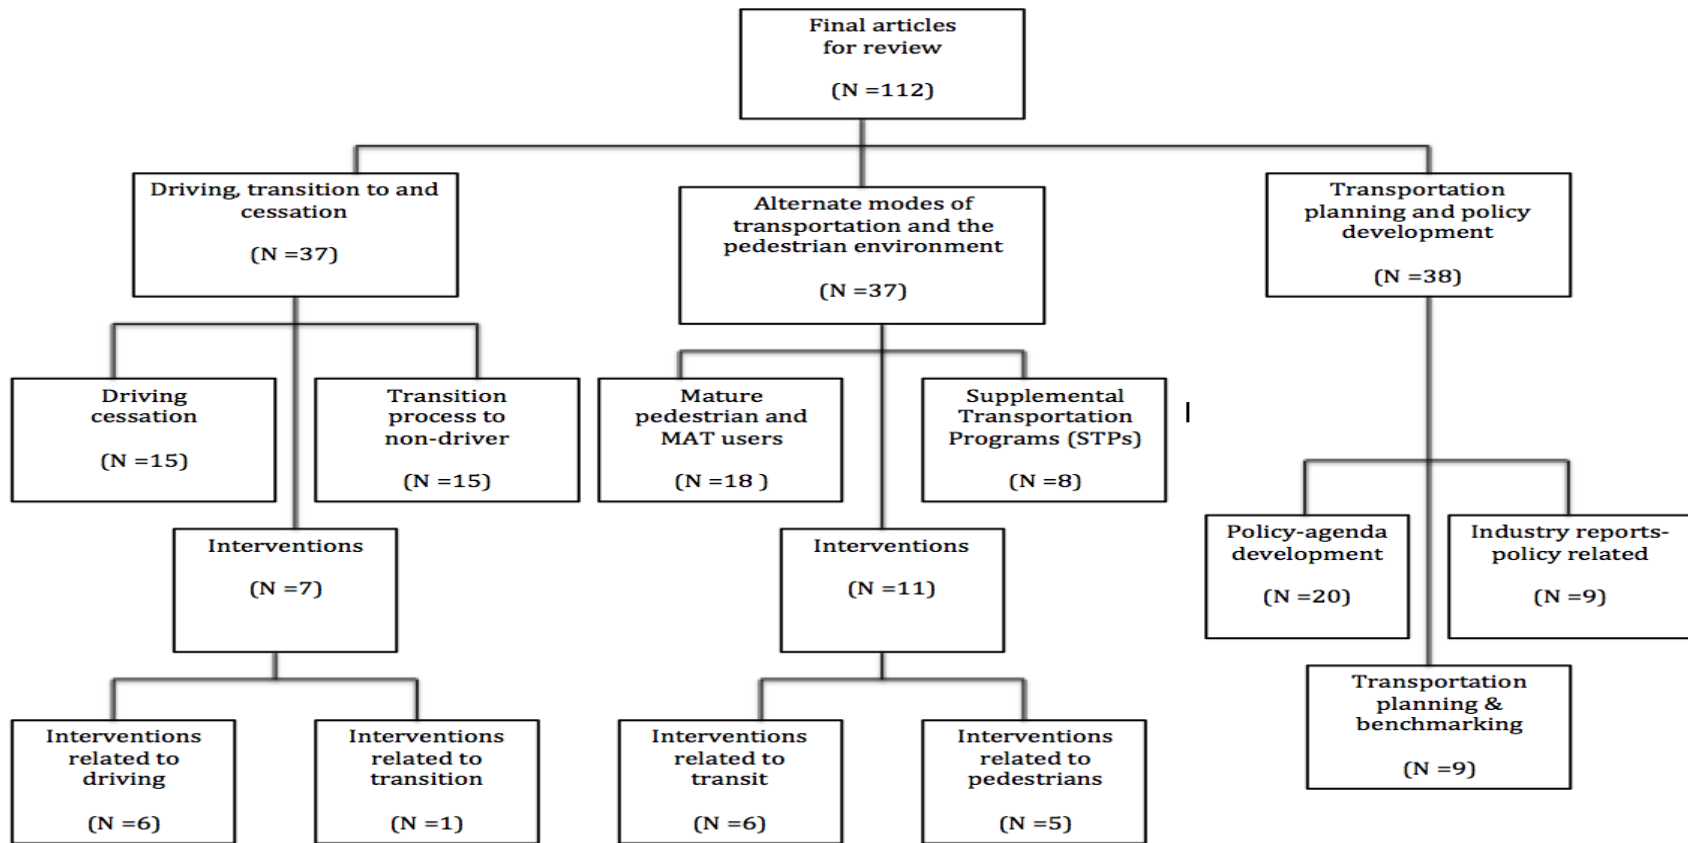 Final articles
for review
(N =112)
Driving, transition to and
cessation
(N =37)
Alternate modes of
transportation and the
pedestrian environment
(N =37)
Transportation
planning and policy
development
(N =38)
Driving
cessation
(N =15)
Transition
process to
non-driver
(N =15)
Mature
pedestrian and
MAT users
(N =18 )
Supplemental
Transportation
Programs (STPs)
(N =8)
Interventions
(N =7)
Interventions
(N =11)
Policy-agenda
development
(N =20)
Industry reports-
policy related
(N =9)
Transportation
planning &
benchmarking
(N =9)
Interventions
related to
driving
(N =6)
Interventions
related to
transition
(N =1)
Interventions
related to
transit
(N =6)
Interventions
related to
pedestrians
(N =5)